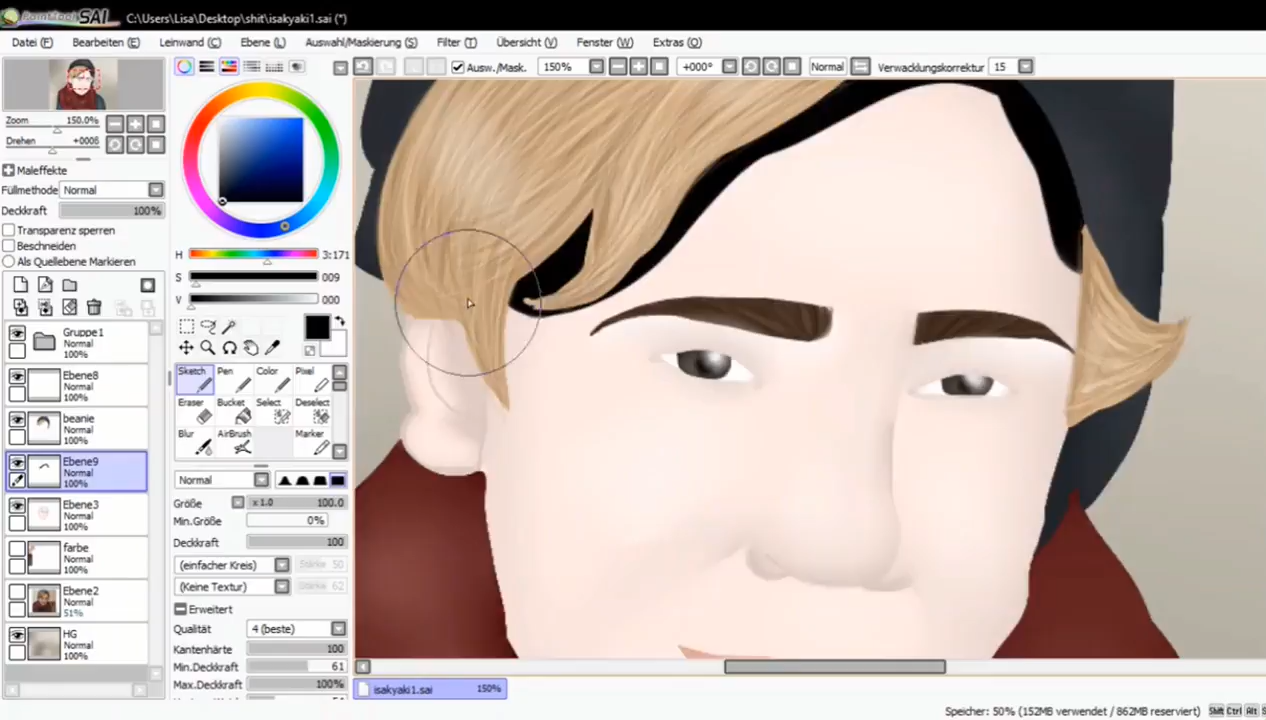 PaintTool SAI C:\Users\Lisa\Desktop\shit\isakyaki1.sai (*)
Datei (F) Bearbeiten (E) Leinwand (C) Ebene (L) Auswahl/Maskierung (S) Filter (T) Übersicht (V) Fenster (W) Extras (Q)
Ausw./Mask. 150% +000° Normal Verwacklungskorrektur 15
Zoom 150.0%
Drehen
Maleffekte
Füllmethode Normal
Deckkraft 100%
Transparenz sperren
Beschneiden
Als Quellebene Markieren
Gruppe1
Normal
100%
Ebene8
Normal
100%
beanie
Normal
100%
Ebene9
Normal
100%
Ebene3
Normal
100%
farbe
Normal
100%
Ebene2
Normal
51%
HG
Normal
100%
H 3:171
S 009
V 000
Sketch Pen Color Pixel
Eraser Bucket Select Deselect
Blur AirBrush Marker
Normal
Größe x 1.0 100.0
Min.Größe 0%
Deckkraft 100
(einfacher Kreis) Stärke 50
(Keine Textur) Stärke 62
Erweitert
Qualität 4 (beste)
Kantenhärte 100
Min.Deckkraft 61
Max.Deckkraft 100%
isakyaki1.sai 150%
Speicher: 50% (152MB verwendet / 862MB reserviert) Shift Ctrl Alt